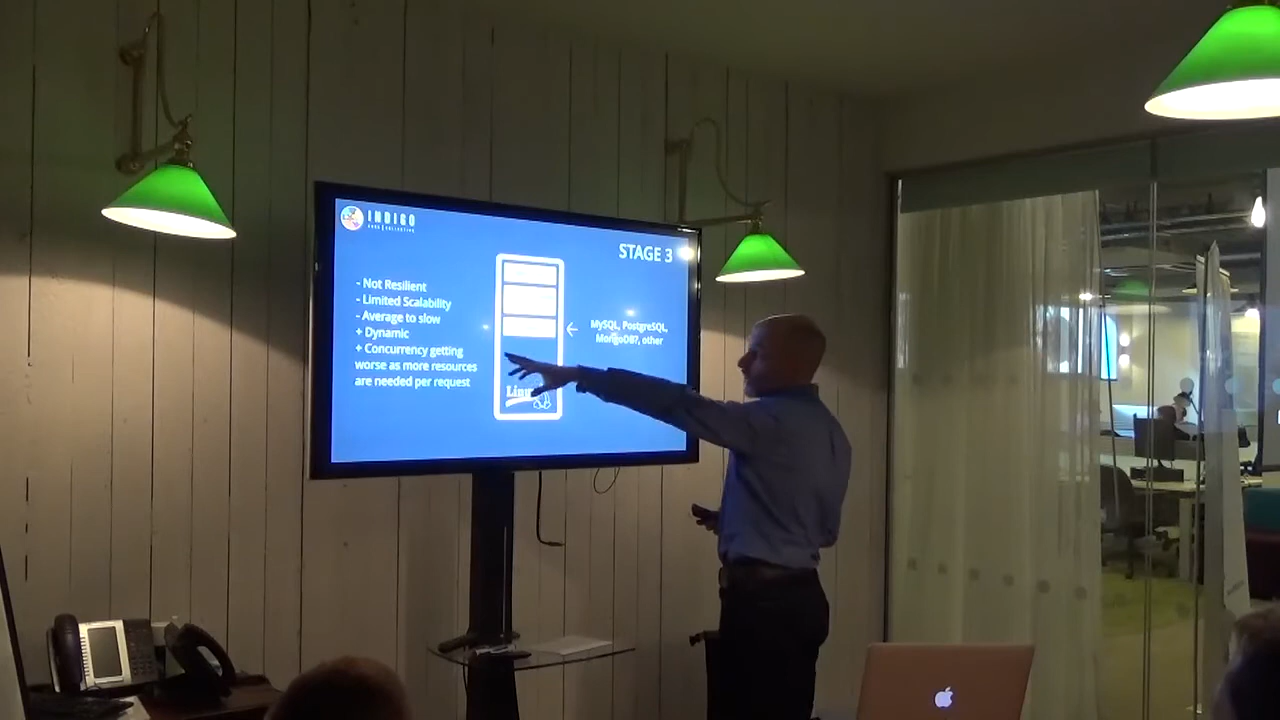 INDIGO
STAGE 3
- Not Resilient
- Limited Scalability
- Average to slow
+ Dynamic
+ Concurrency getting
worse as more resources
are needed per request
MySQL, PostgreSQL,
MongoDB?, other